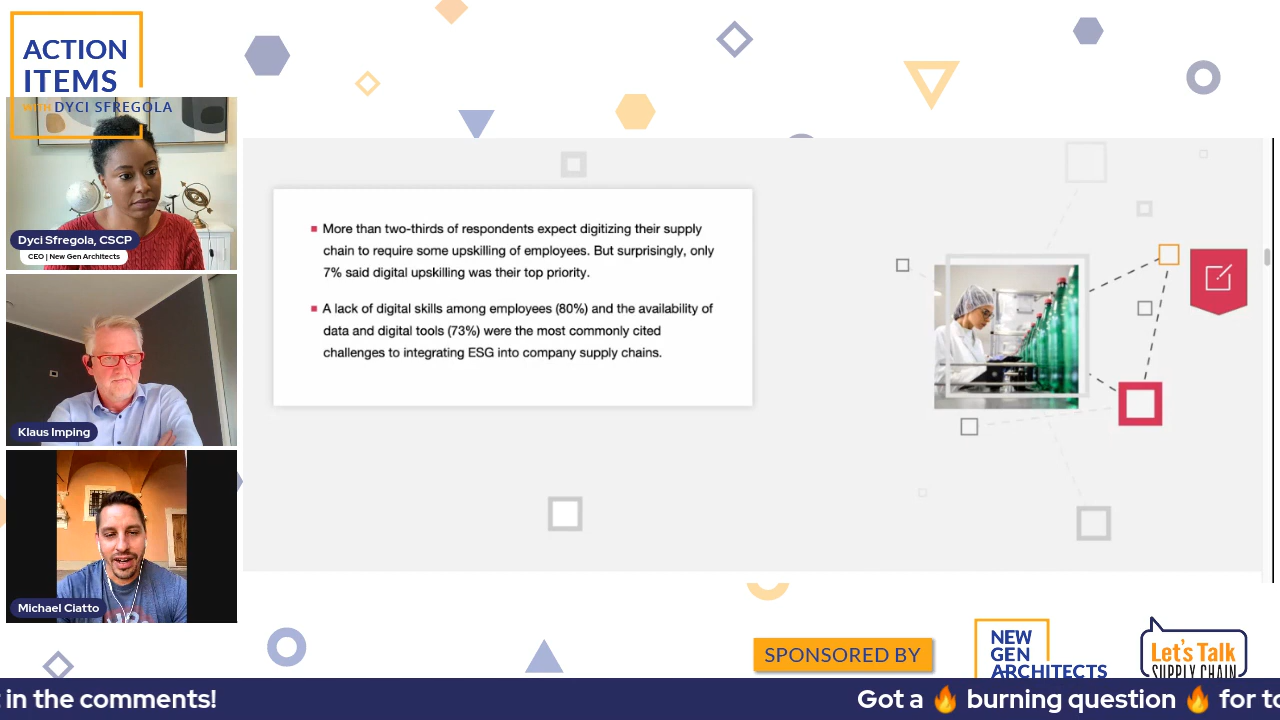 ACTION
ITEMS
WITH DYCI SFREGOLA
Dyci Sfregola, CSCP
CEO | New Gen Architects
Klaus Imping
Michael Ciatto
More than two-thirds of respondents expect digitizing their supply
chain to require some upskilling of employees. But surprisingly, only
7% said digital upskilling was their top priority.
A lack of digital skills among employees (80%) and the availability of
data and digital tools (73%) were the most commonly cited
challenges to integrating ESG into company supply chains.
SPONSORED BY
NEW
GEN
ARCHITECTS
Let's Talk
SUPPLY CHAIN
in the comments!
Got a 🔥 burning question 🔥 for to